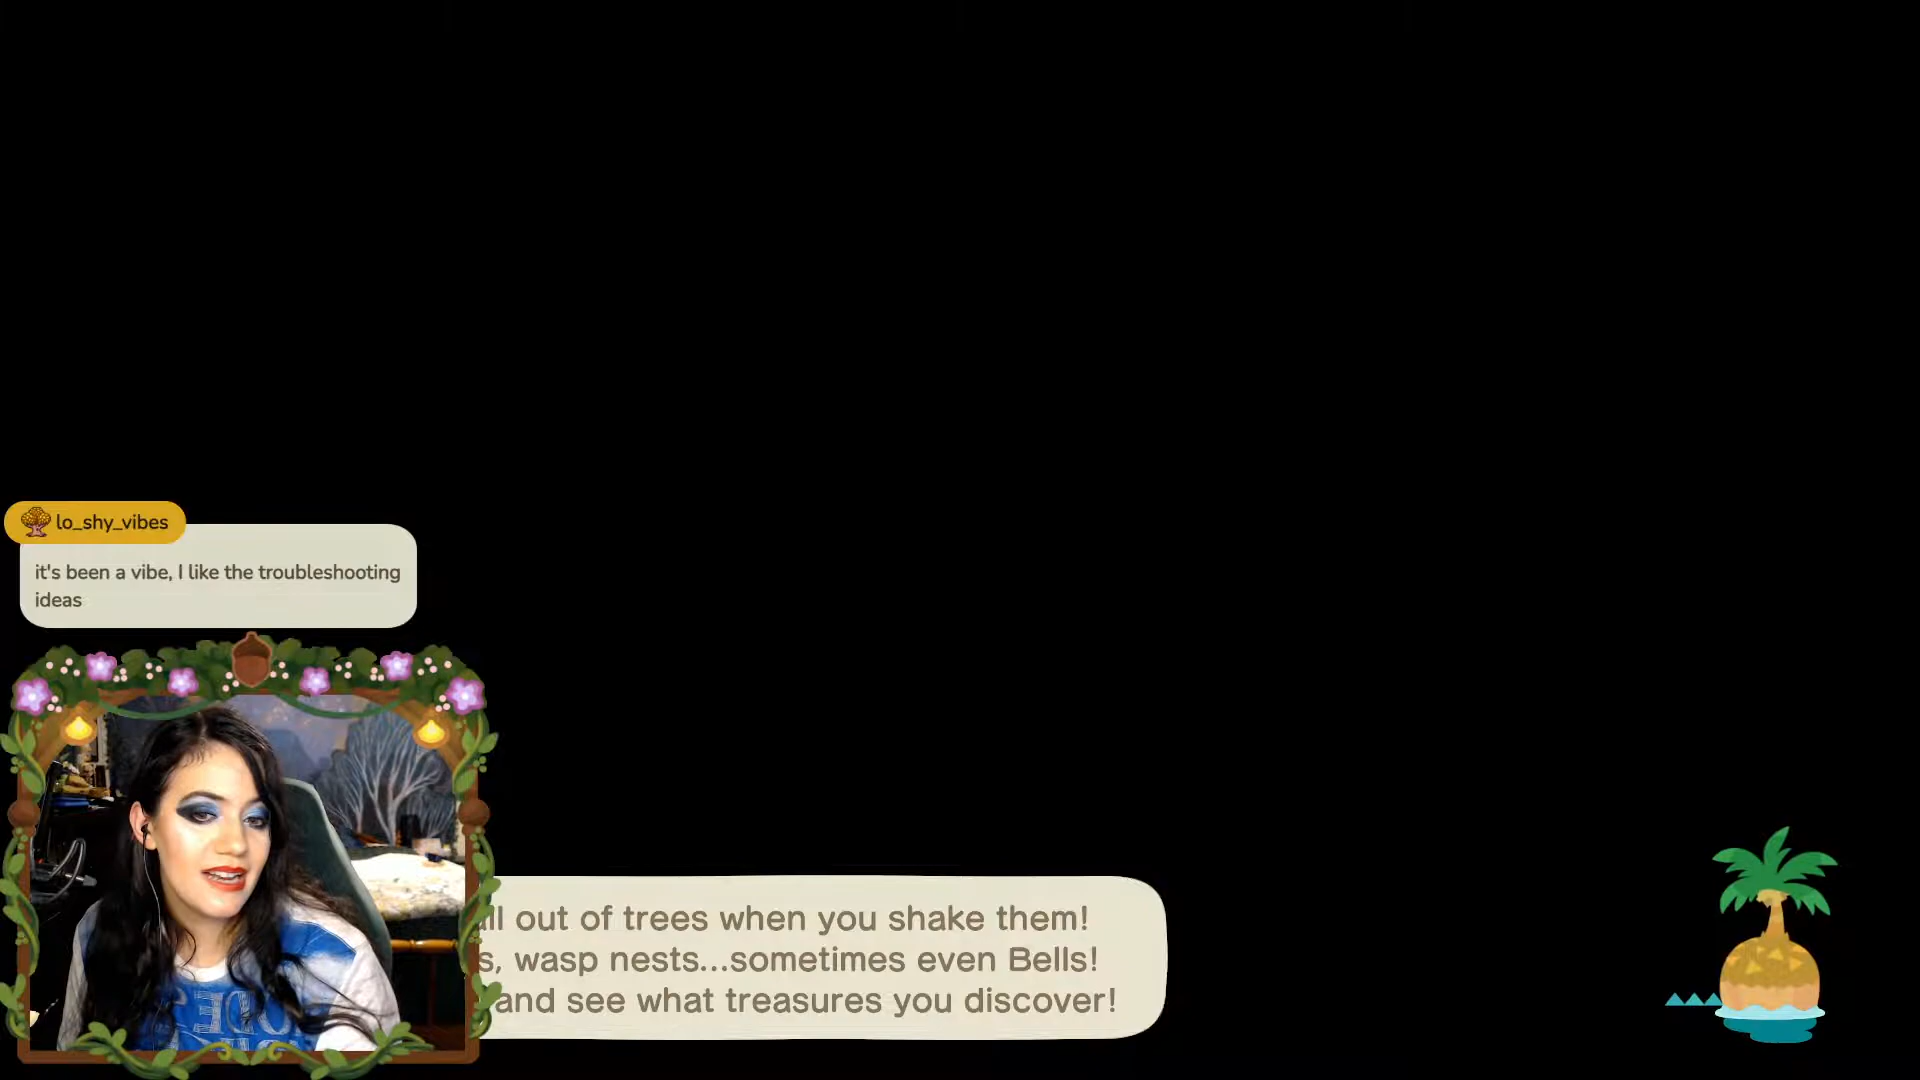 lo_shy_vibes
it's been a vibe, I like the troubleshooting
ideas
out of trees when you shake them!
wasp nests...sometimes even Bells!
and see what treasures you discover!